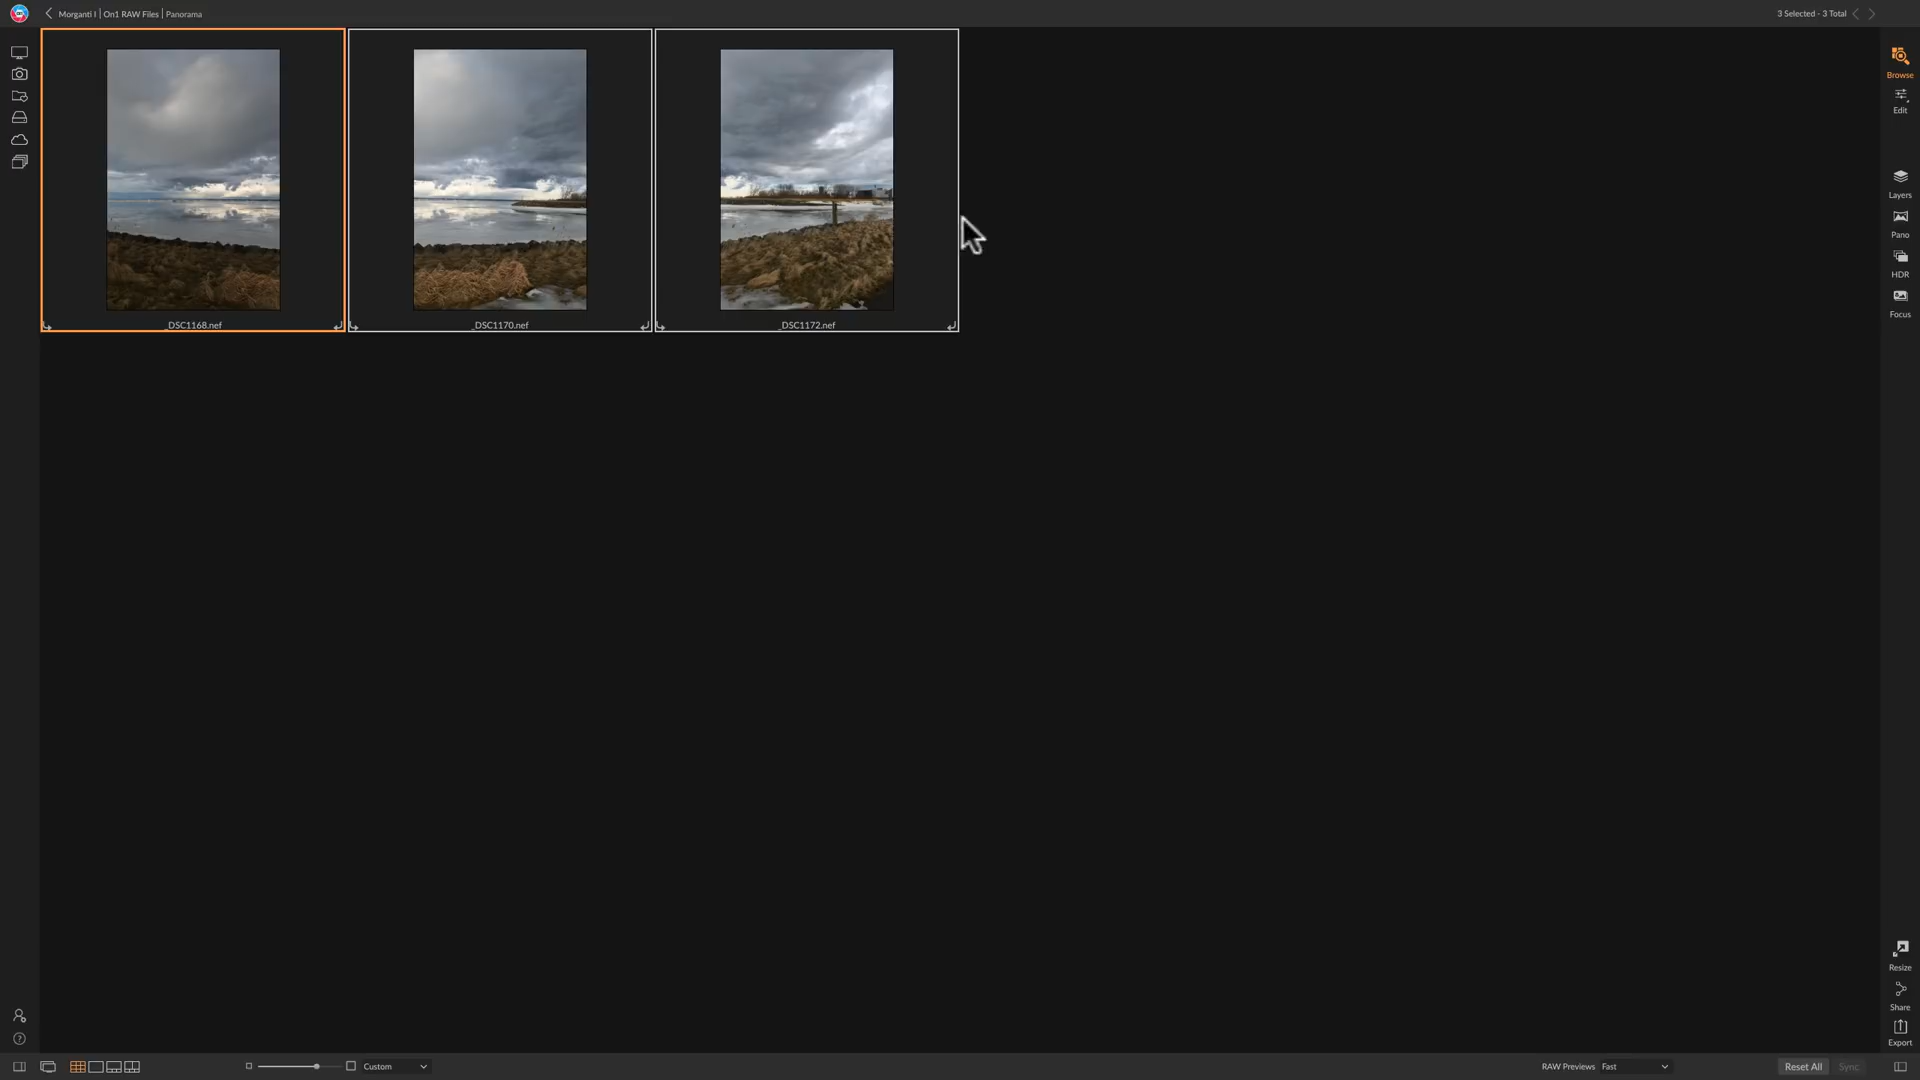 Morganti I | On1 RAW Files | Panorama
3 Selected - 3 Total
Browse
Edit
Layers
Pano
HDR
Focus
_DSC1168.nef
_DSC1170.nef
_DSC1172.nef
Resize
Share
Export
Custom
RAW Previews Fast
Reset All
Sync